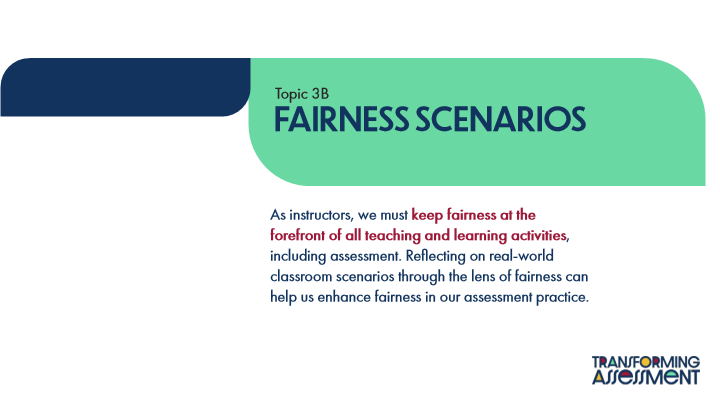 Topic 3B
FAIRNESS SCENARIOS
As instructors, we must keep fairness at the
forefront of all teaching and learning activities,
including assessment. Reflecting on real-world
classroom scenarios through the lens of fairness can
help us enhance fairness in our assessment practice.
TRANSFORMING
ASSESSMENT